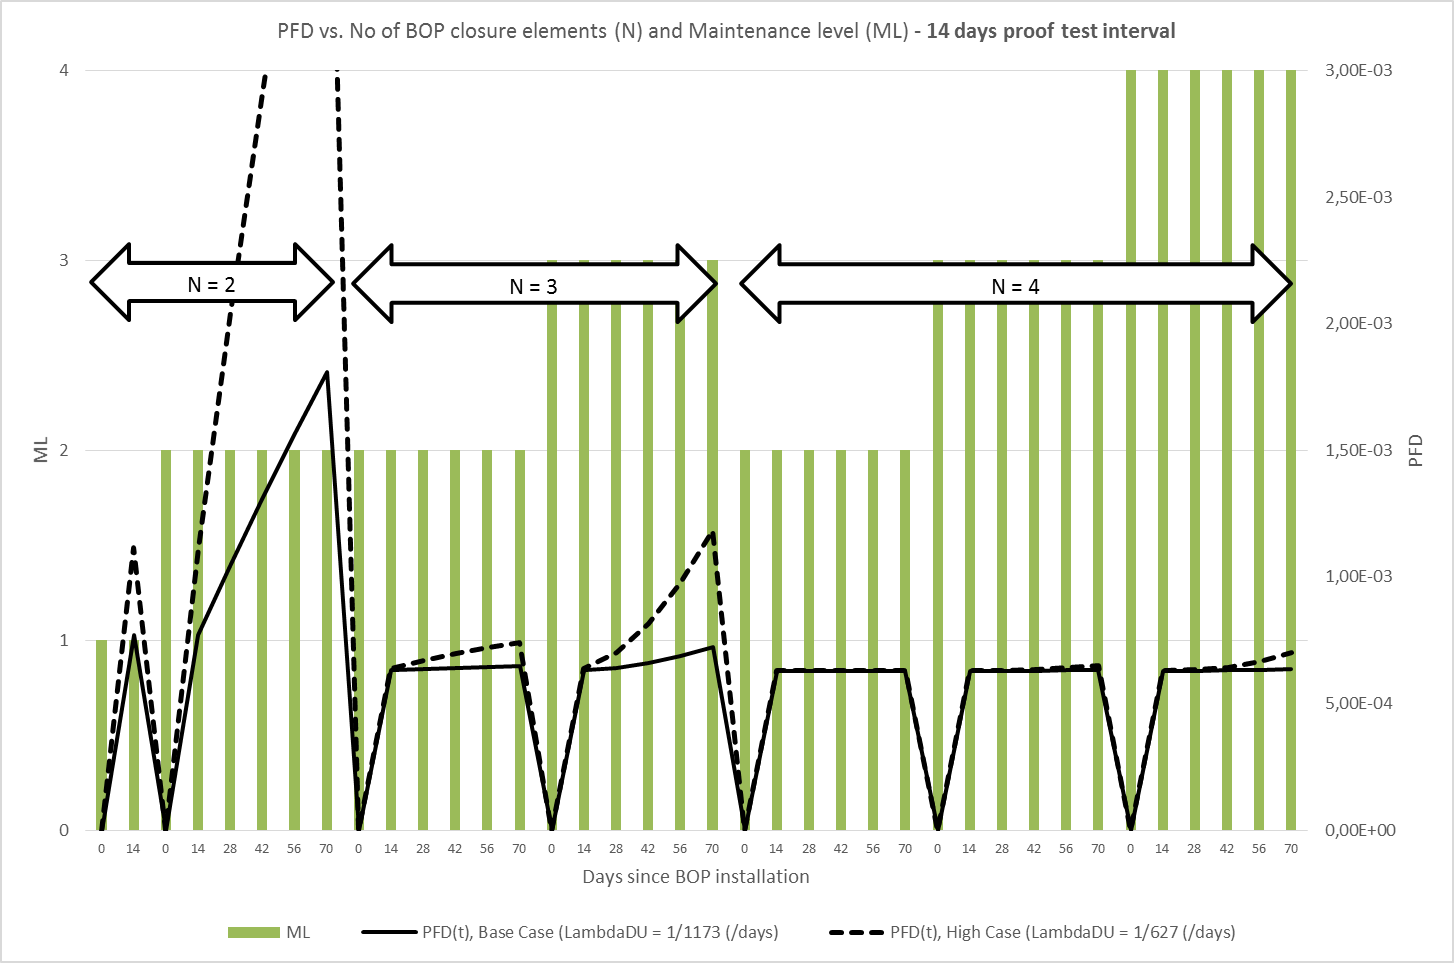 PFD vs. No of BOP closure elements (N) and Maintenance level (ML) - 14 days proof test interval
4
3,00E-03
2,50E-03
3
N = 2
N = 3
N = 4
2,00E-03
ML
2
1,50E-03
PFD
1,00E-03
1
5,00E-04
0
0,00E+00
0 14 0 14 28 42 56 70 0 14 28 42 56 70 0 14 28 42 56 70 0 14 28 42 56 70 0 14 28 42 56 70 0 14 28 42 56 70
Days since BOP installation
ML PFD(t), Base Case (LambdaDU = 1/1173 (/days) PFD(t), High Case (LambdaDU = 1/627 (/days)